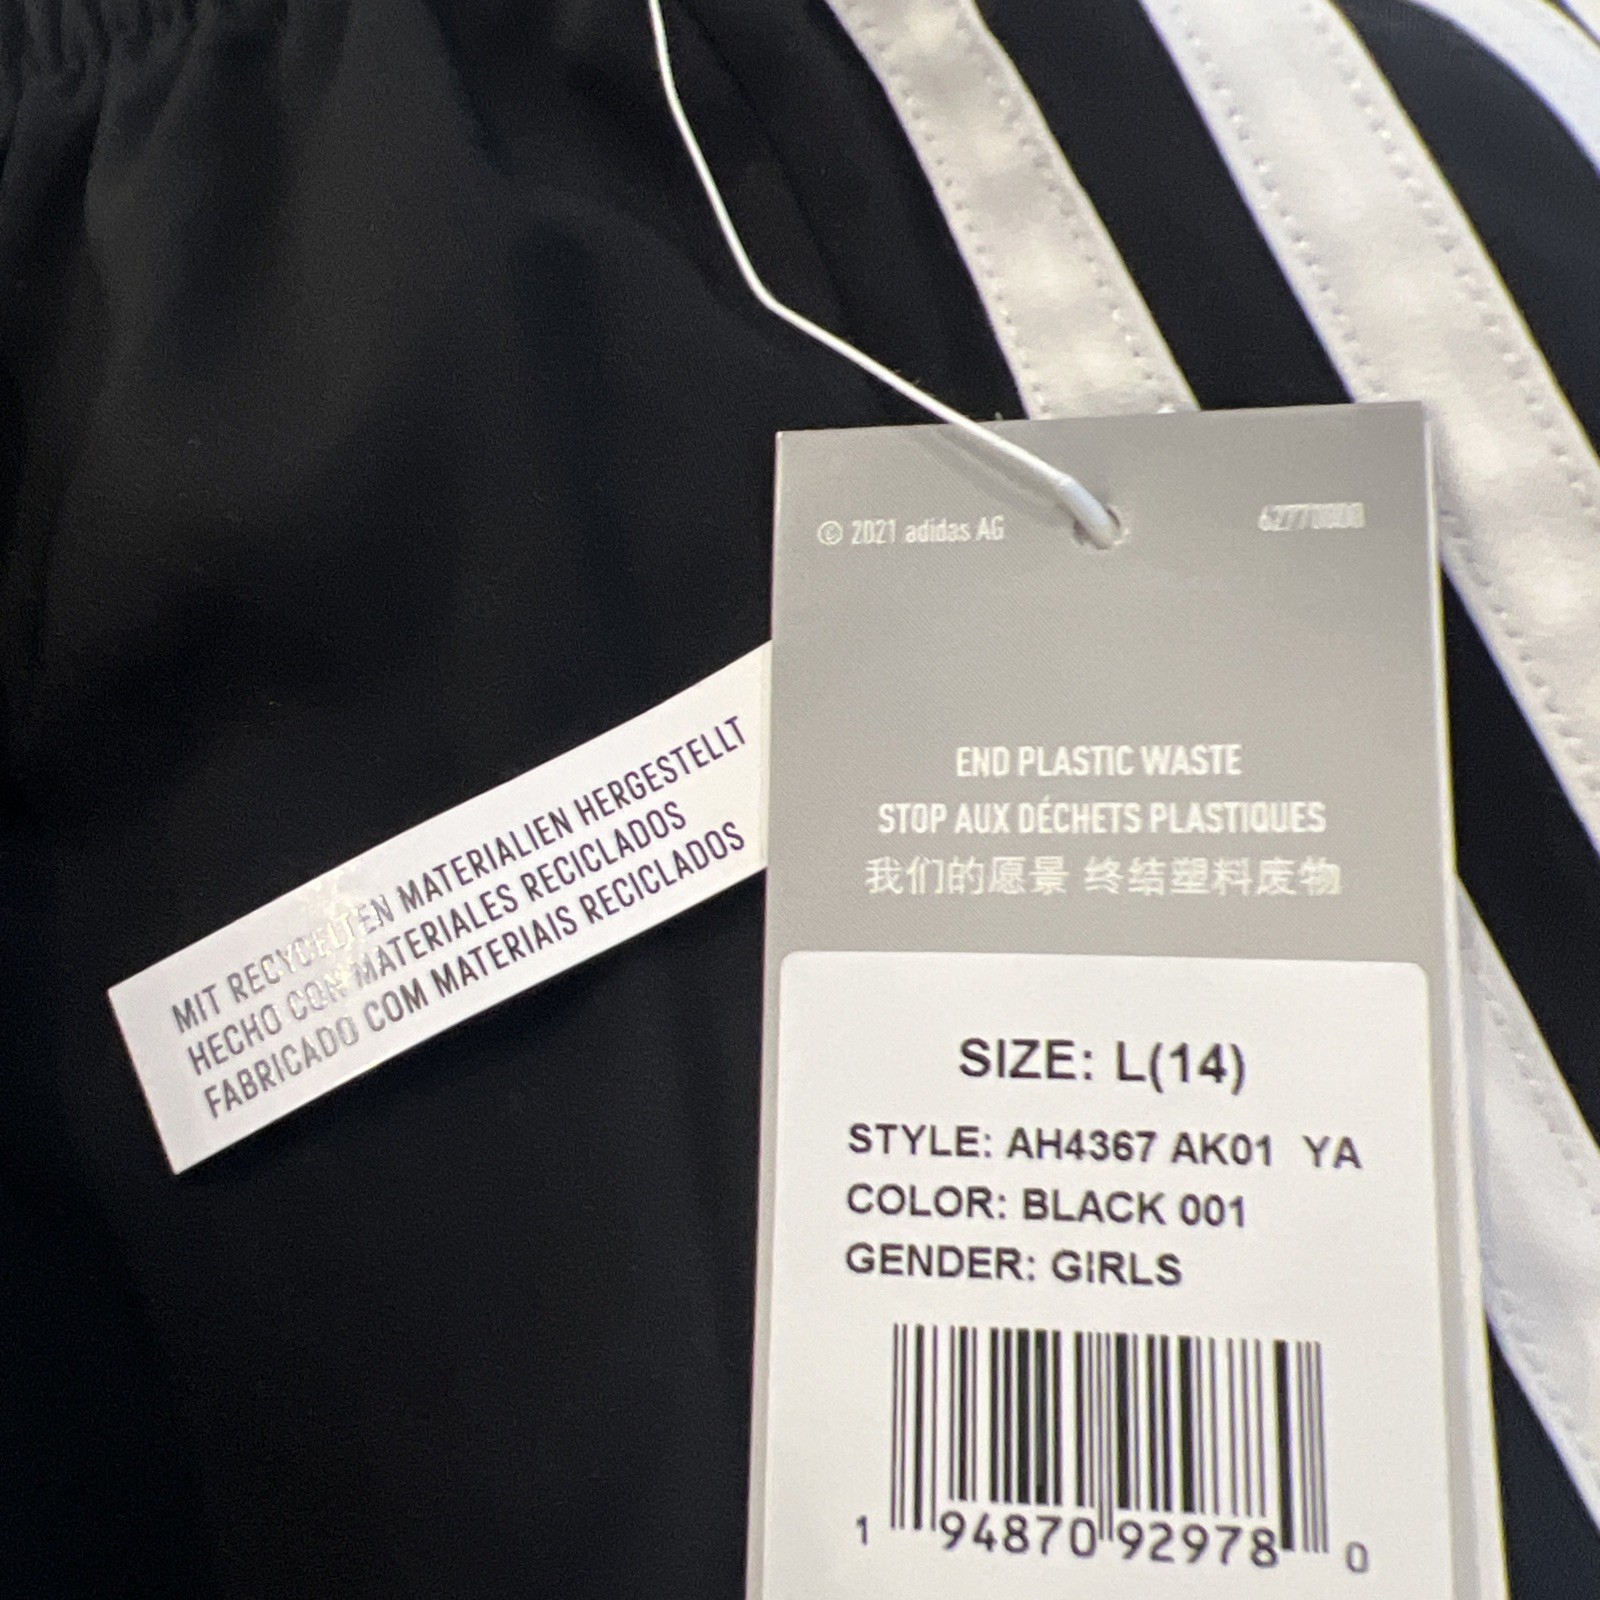 © 2021 adidas AG
END PLASTIC WASTE
STOP AUX DÉCHETS PLASTIQUES
我们的愿景 终结塑料废物
MIT RECYCELTEN MATERIALIEN HERGESTELLT
HECHO CON MATERIALES RECICLADOS
FABRICADO COM MATERIAIS RECICLADOS
SIZE: L(14)
STYLE: AH4367 AK01 YA
COLOR: BLACK 001
GENDER: GIRLS
1 94870 92978 0